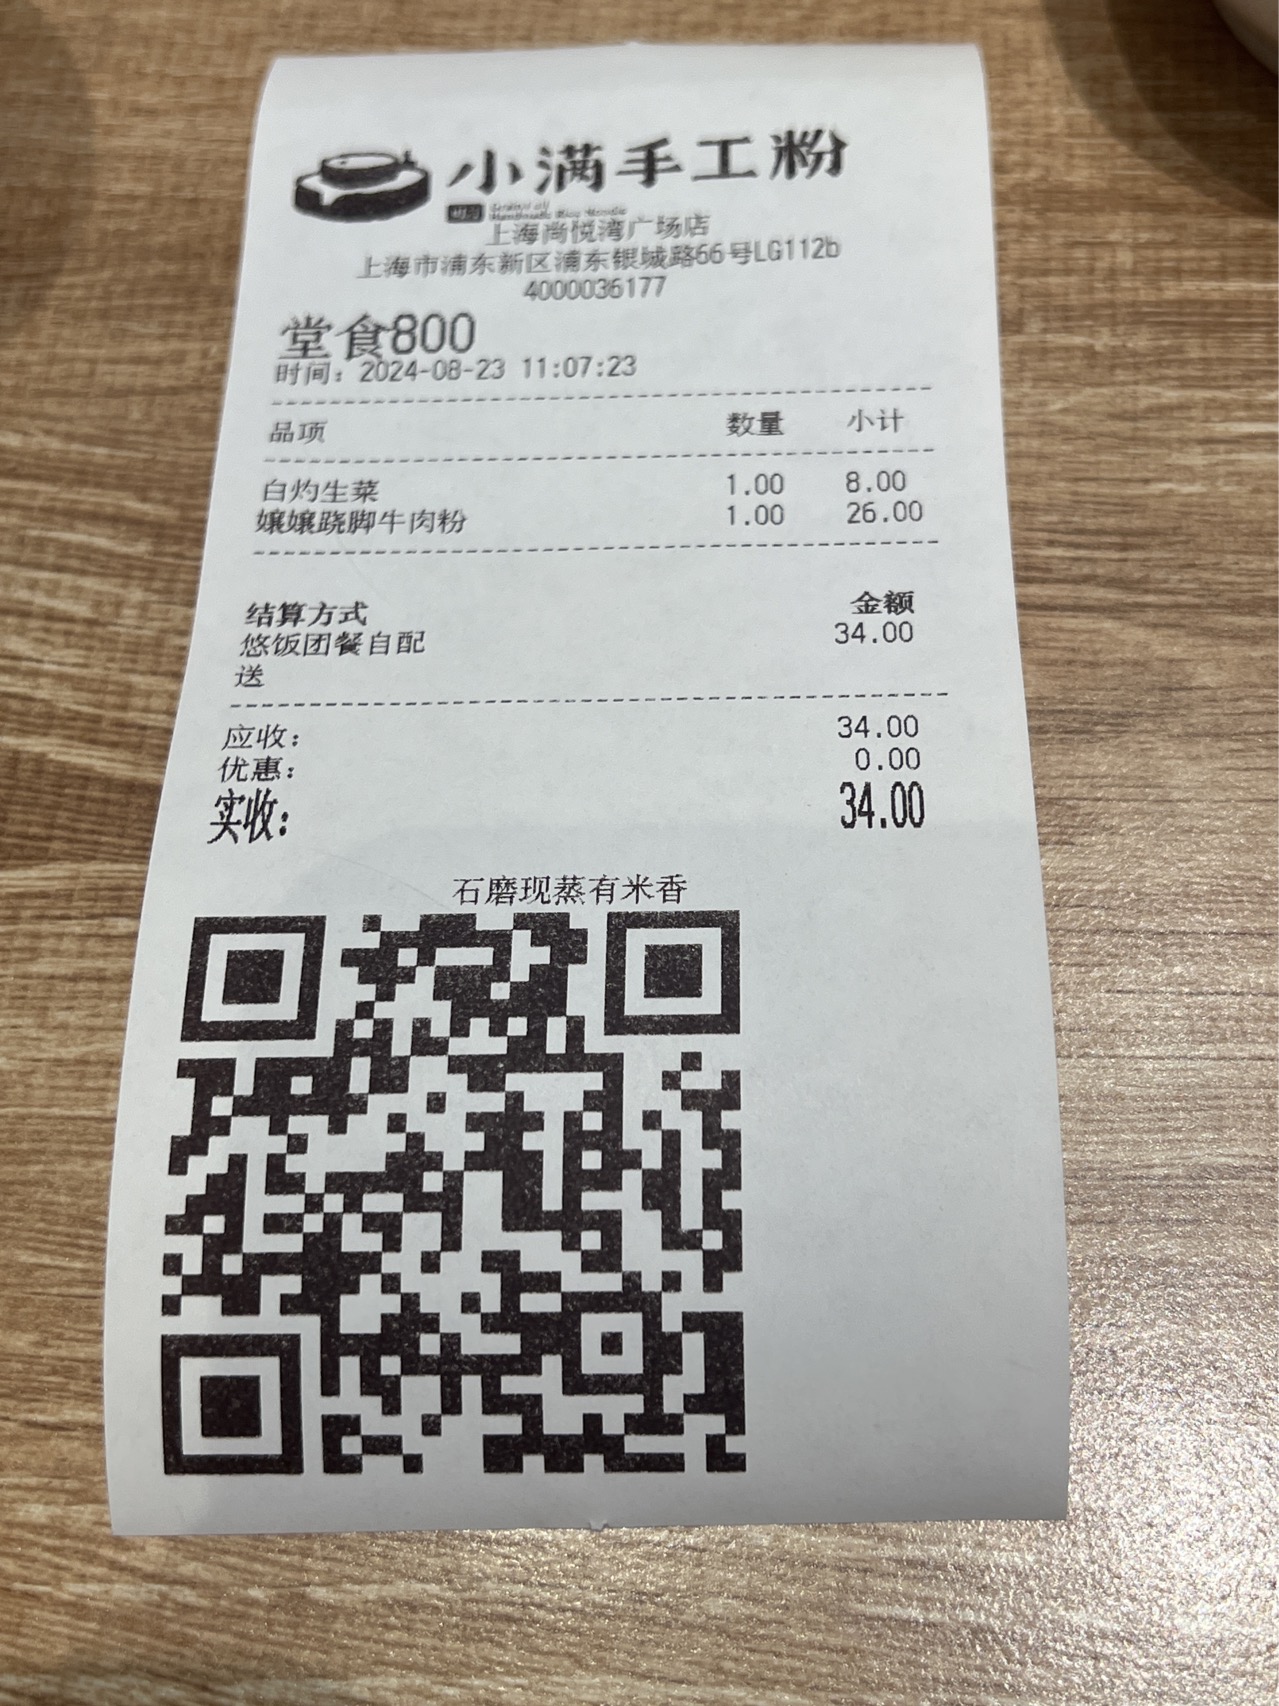 小满手工粉
Handmade Rice Noodle
上海尚悦湾广场店
上海市浦东新区浦东银城路66号LG112b
4000036177
堂食800
时间：2024-08-23 11:07:23
品项 数量 小计
白灼生菜 1.00 8.00
孃孃跷脚牛肉粉 1.00 26.00
结算方式 金额
悠饭团餐自配 34.00
送
应收： 34.00
优惠： 0.00
实收： 34.00
石磨现蒸有米香